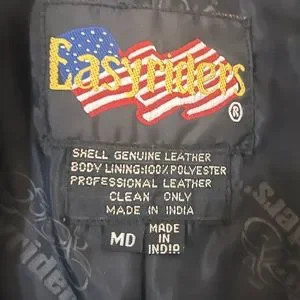 Easyriders
®
SHELL GENUINE LEATHER
BODY LINING:100% POLYESTER
PROFESSIONAL LEATHER
CLEAN ONLY
MADE IN INDIA
MD
MADE
IN
INDIA